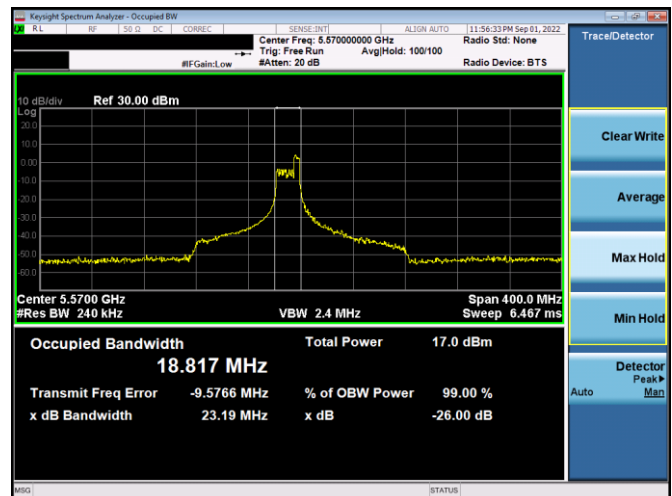 Keysight Spectrum Analyzer - Occupied BW
RL RF 50 Ω DC CORREC SENSE:INT ALIGN AUTO 11:56:33 PM Sep 01, 2022
Center Freq: 5.570000000 GHz Radio Std: None
Trig: Free Run Avg|Hold: 100/100
#IFGain:Low #Atten: 20 dB Radio Device: BTS
Trace/Detector
10 dB/div Ref 30.00 dBm
Log
20.0
10.0
0.00
-10.0
-20.0
-30.0
-40.0
-50.0
-60.0
Center 5.5700 GHz Span 400.0 MHz
#Res BW 240 kHz VBW 2.4 MHz Sweep 6.467 ms
Occupied Bandwidth Total Power 17.0 dBm
18.817 MHz
Transmit Freq Error -9.5766 MHz % of OBW Power 99.00 %
x dB Bandwidth 23.19 MHz x dB -26.00 dB
Clear Write
Average
Max Hold
Min Hold
Detector
Peak▶
Auto Man
MSG STATUS